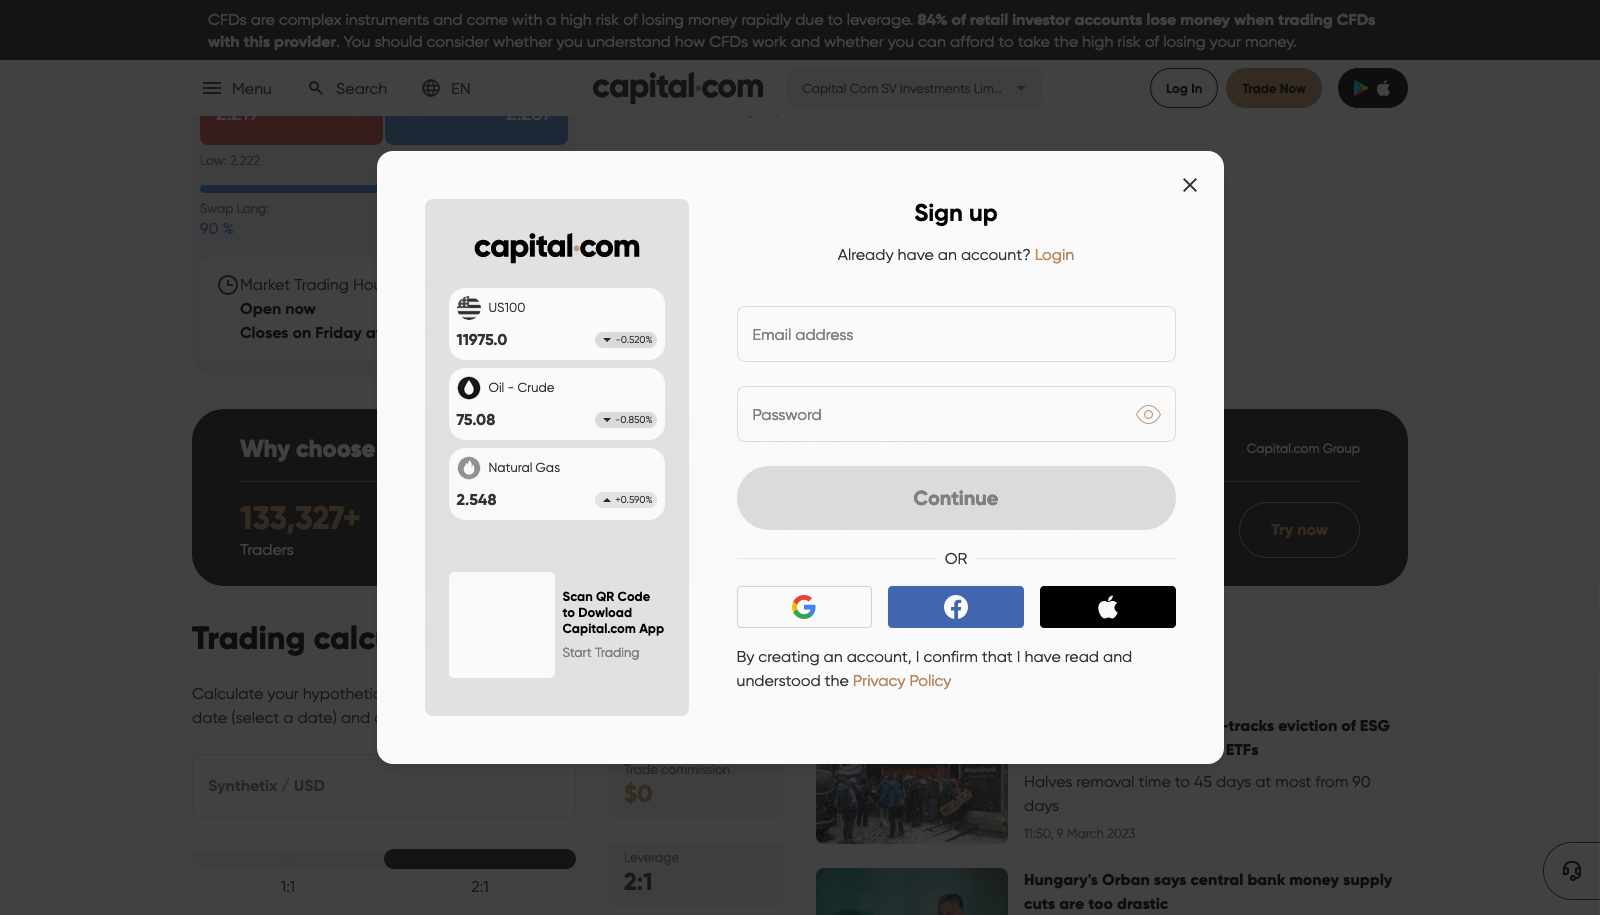 CFDs are complex instruments and come with a high risk of losing money rapidly due to leverage. 84% of retail investor accounts lose money when trading CFDs
with this provider. You should consider whether you understand how CFDs work and whether you can afford to take the high risk of losing your money.
Menu
Search
EN
capital.com
Capital Com SV Investments Lim...
Log In
Trade Now
Low: 2.222
Swap Long:
90 %
Market Trading Hou
Open now
Closes on Friday a
Why choose
Capital.com Group
133,327+
Traders
Try now
Trading calc
Calculate your hypothetic
date (select a date) and
Synthetix / USD
1:1
2:1
Trade commission
$0
Leverage
2:1
-tracks eviction of ESG
ETFs
Halves removal time to 45 days at most from 90
days
11:50, 9 March 2023
Hungary's Orban says central bank money supply
cuts are too drastic
capital.com
US100
11975.0
-0.520%
Oil - Crude
75.08
-0.850%
Natural Gas
2.548
+0.590%
Scan QR Code
to Dowload
Capital.com App
Start Trading
Sign up
Already have an account? Login
Email address
Password
Continue
OR
By creating an account, I confirm that I have read and
understood the Privacy Policy